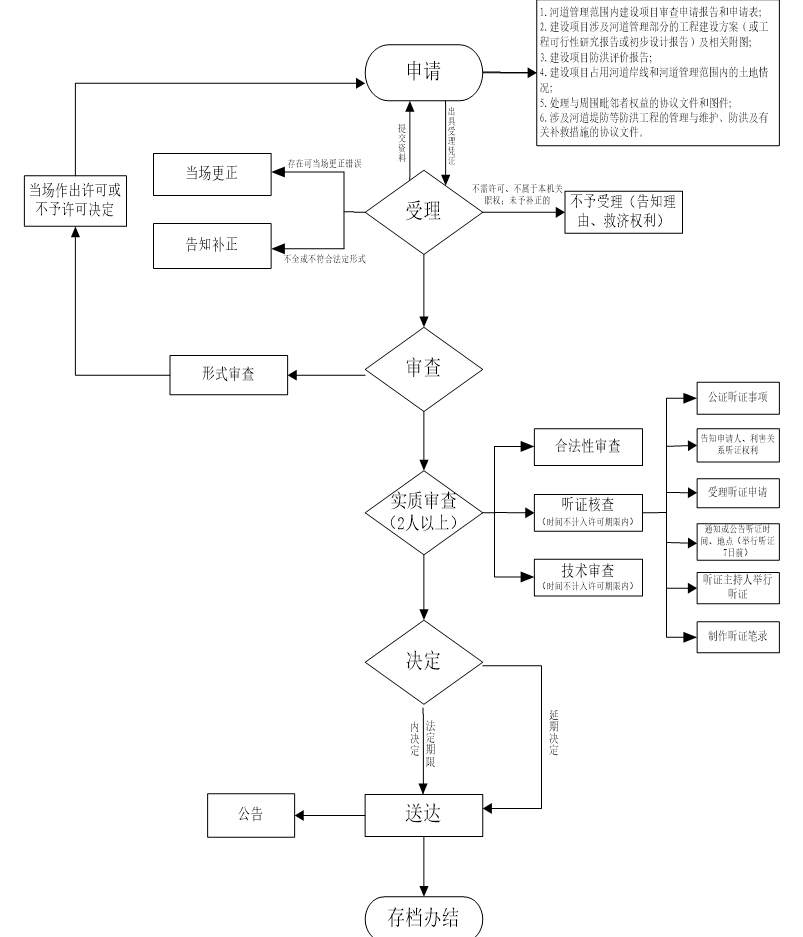 1.河道管理范围内建设项目审查申请报告和申请表;
2.建设项目涉及河道管理部分的工程建设方案（或工
程可行性研究报告或初步设计报告）及相关附图;
3.建设项目防洪评价报告;
4.建设项目占用河道岸线和河道管理范围内的土地情
况;
5.处理与周围毗邻者权益的协议文件和图件;
6.涉及河道堤防等防洪工程的管理与维护、防洪及有
关补救措施的协议文件。
申请
提交资料
出具受理凭证
当场作出许可或
不予许可决定
当场更正
存在可当场更正错误
告知补正
不全或不符合法定形式
受理
不需许可、不属于本机关
职权；未予补正的
不予受理（告知理
由、救济权利）
审查
形式审查
实质审查
（2人以上）
合法性审查
听证核查
（时间不计入许可期限内）
技术审查
（时间不计入许可期限内）
公证听证事项
告知申请人、利害关
系听证权利
受理听证申请
通知或公告听证时
间、地点（举行听证
7日前）
听证主持人举行
听证
制作听证笔录
决定
法定期限
内决定
延期决定
送达
公告
存档办结